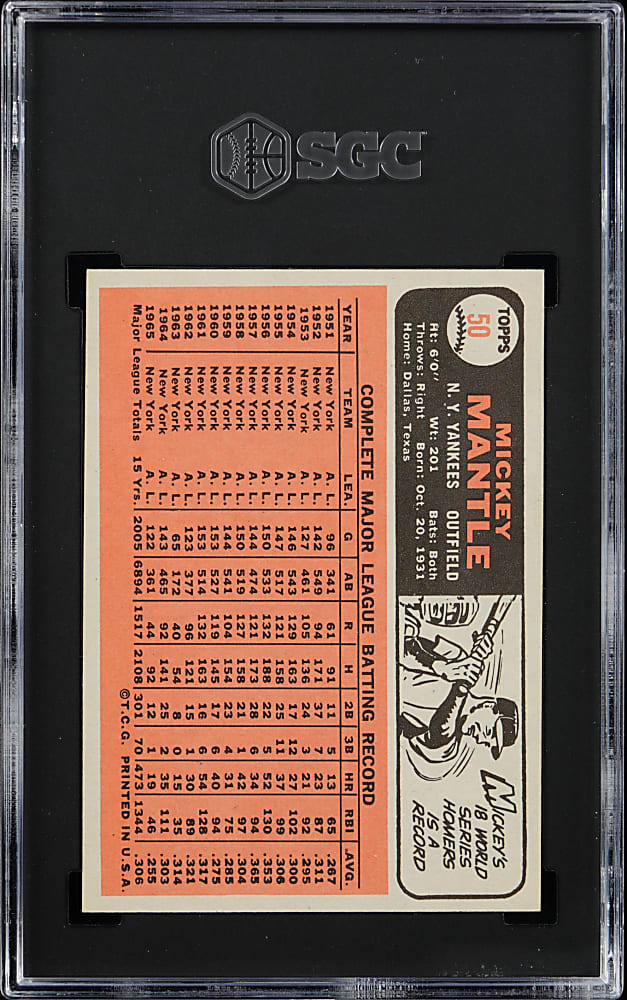 SGC
TOPPS
50
MICKEY
MANTLE
N. Y. YANKEES OUTFIELD
Ht: 6'0" Wt: 201 Bats: Both
Throws: Right Born: Oct. 20, 1931
Home: Dallas, Texas
MICKEY'S
18 WORLD
SERIES
HOMERS
IS A
RECORD
COMPLETE MAJOR LEAGUE BATTING RECORD
YEAR TEAM LEA. G AB R H 2B 3B HR RBI AVG.
1951 New York A. L. 96 341 61 91 11 5 13 65 .267
1952 New York A. L. 142 549 94 171 37 7 23 87 .311
1953 New York A. L. 127 461 105 136 24 3 21 92 .295
1954 New York A. L. 146 543 129 163 17 12 27 102 .300
1955 New York A. L. 147 517 121 158 25 11 37 99 .306
1956 New York A. L. 150 533 132 188 22 5 52 130 .353
1957 New York A. L. 144 474 121 173 28 6 34 94 .365
1958 New York A. L. 150 519 127 158 21 1 42 97 .304
1959 New York A. L. 144 541 104 154 23 4 31 75 .285
1960 New York A. L. 153 527 119 145 17 6 40 94 .275
1961 New York A. L. 153 514 132 163 16 6 54 128 .317
1962 New York A. L. 123 377 96 121 15 1 30 89 .321
1963 New York A. L. 65 172 40 54 8 0 15 35 .314
1964 New York A. L. 143 465 92 141 25 2 35 111 .303
1965 New York A. L. 122 361 44 92 12 1 19 46 .255
Major League Totals 15 Yrs. 2005 6894 1517 2108 301 70 473 1344 .306
©T.C.G. PRINTED IN U.S.A.